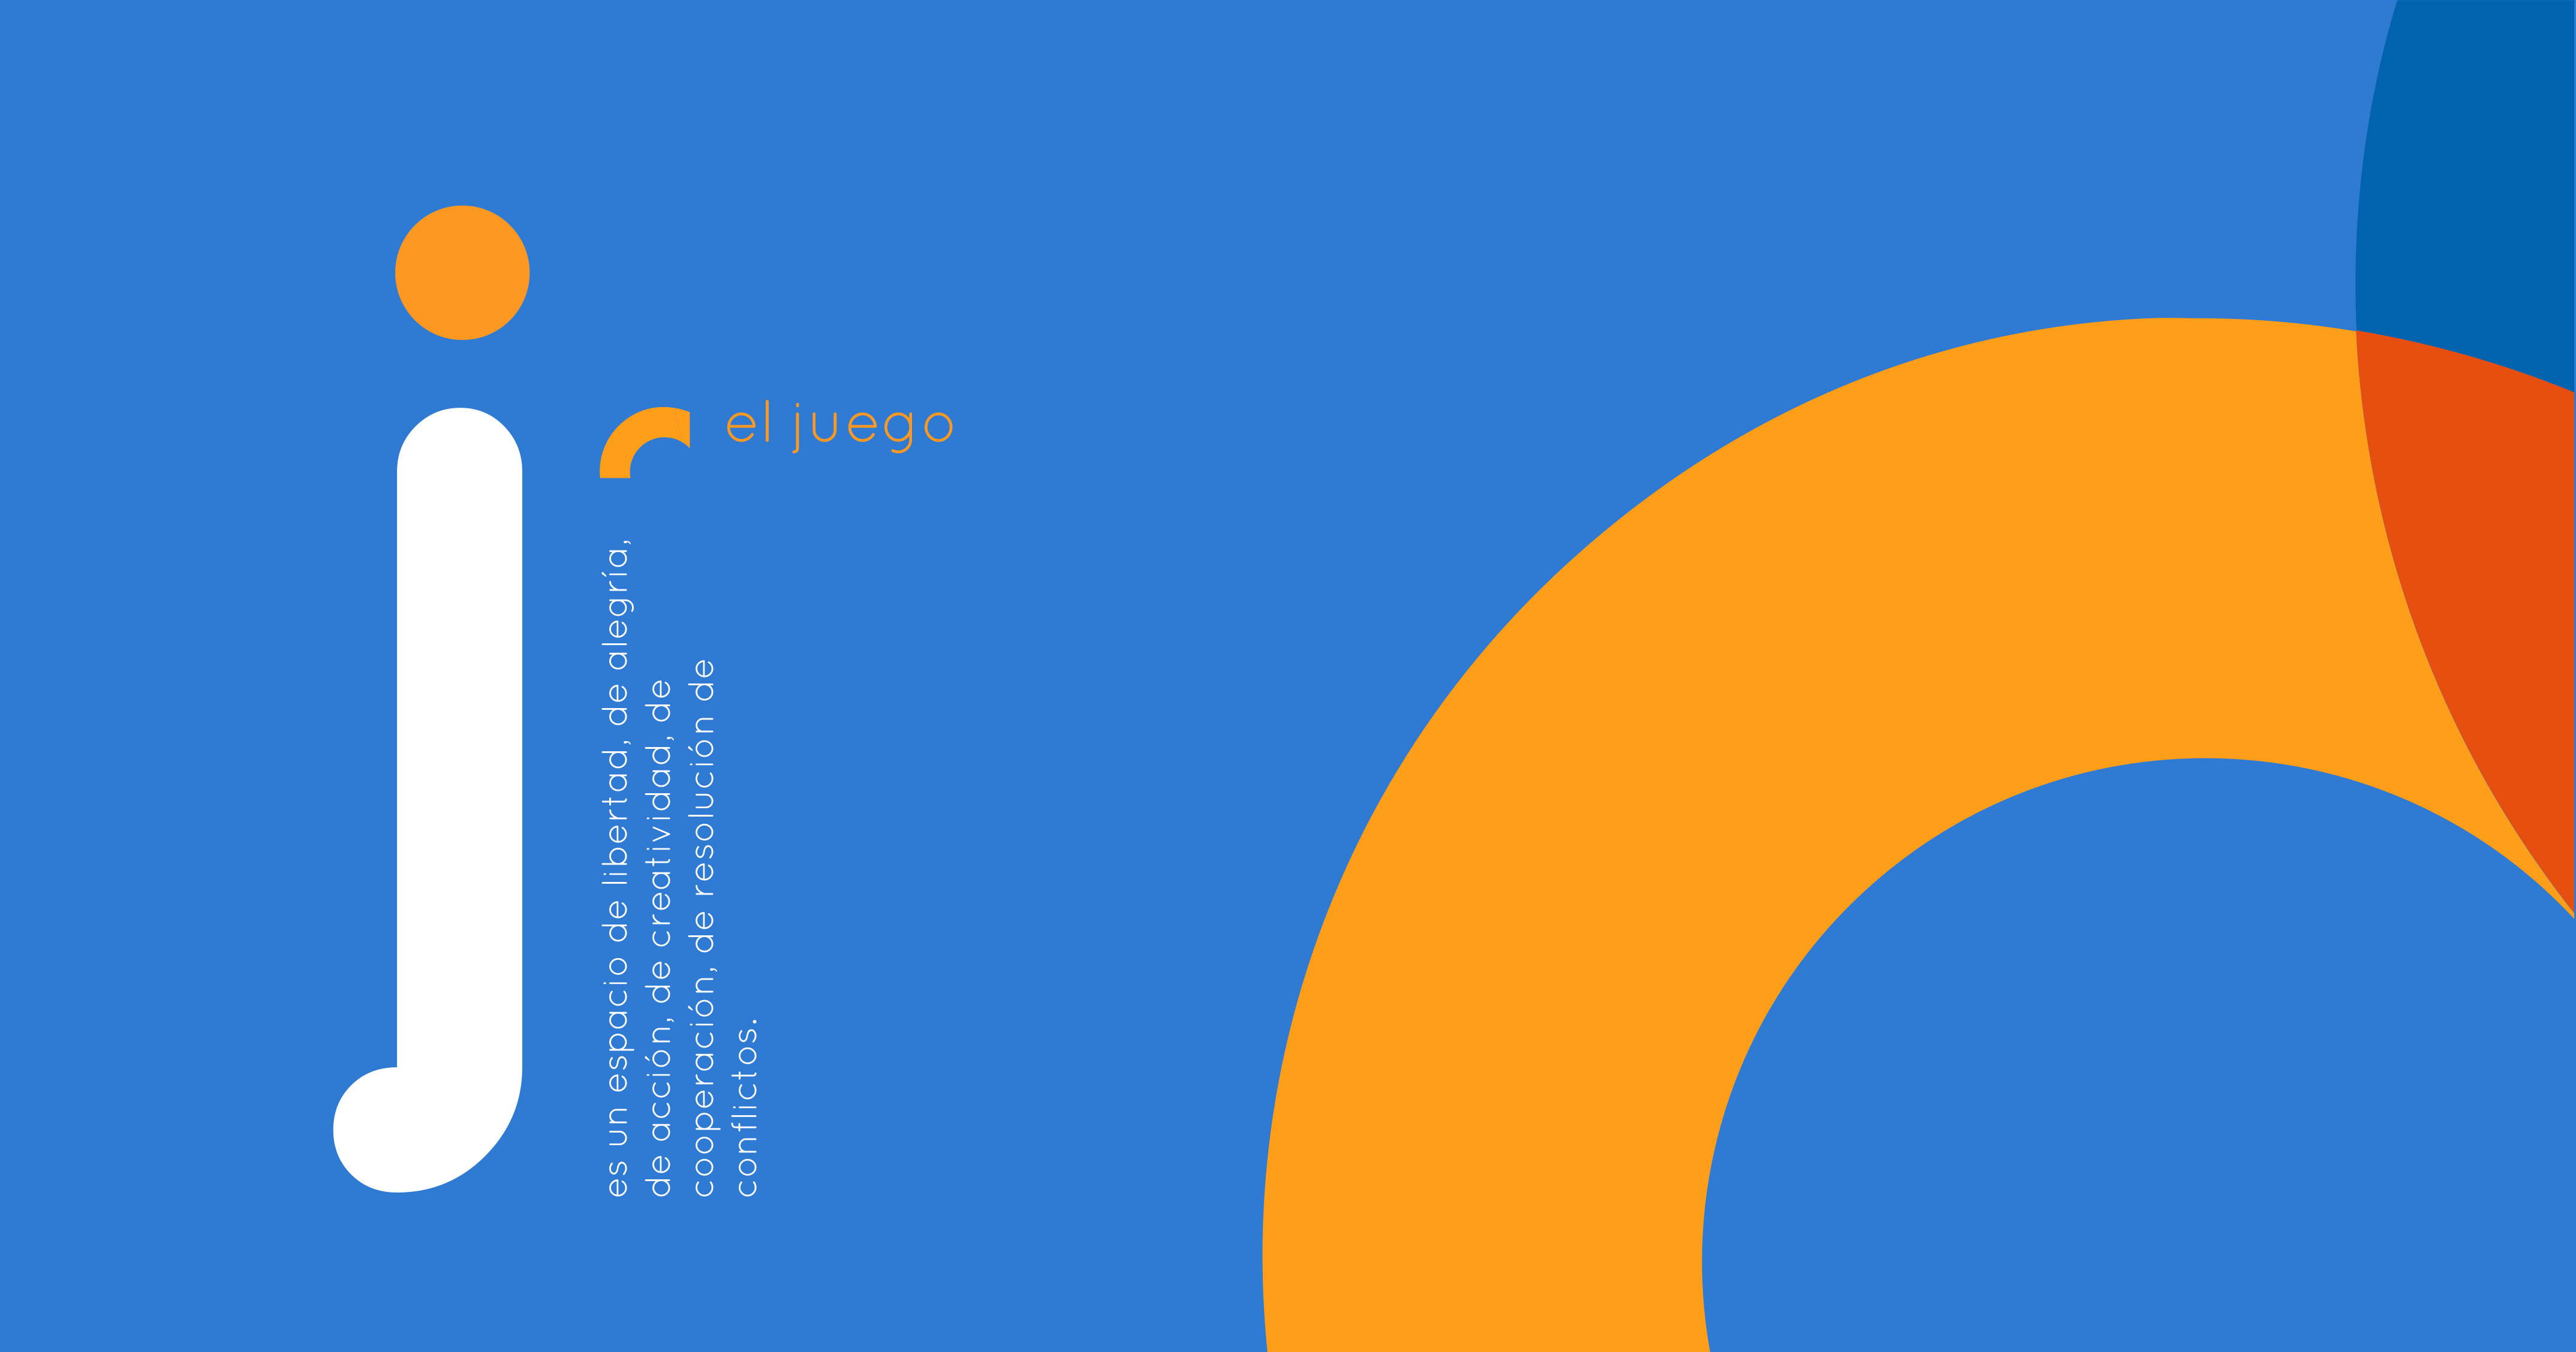 j
el juego
es un espacio de libertad, de alegría,
de acción, de creatividad, de
cooperación, de resolución de
conflictos.